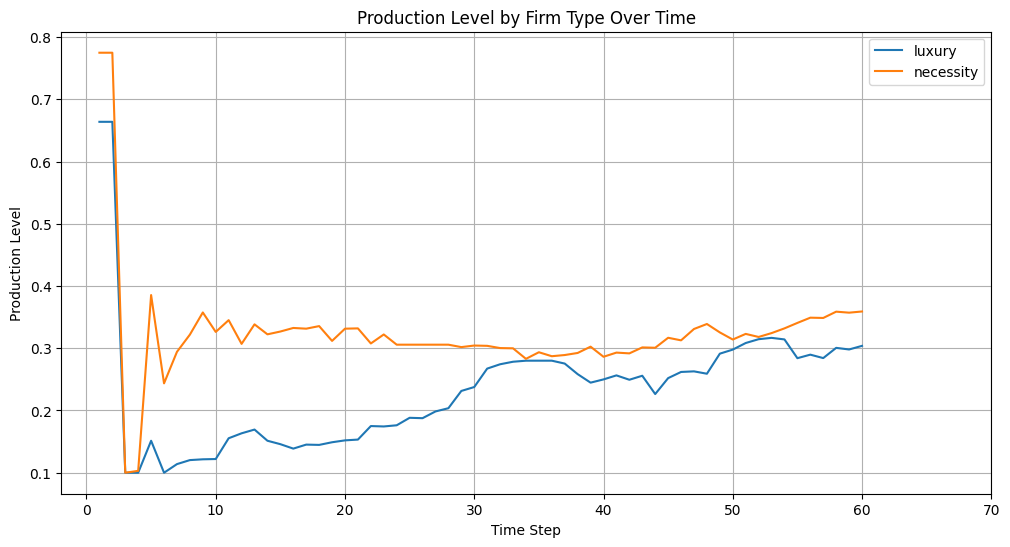 Production Level by Firm Type Over Time
luxury
necessity
Production Level
0.8
0.7
0.6
0.5
0.4
0.3
0.2
0.1
0 10 20 30 40 50 60 70
Time Step